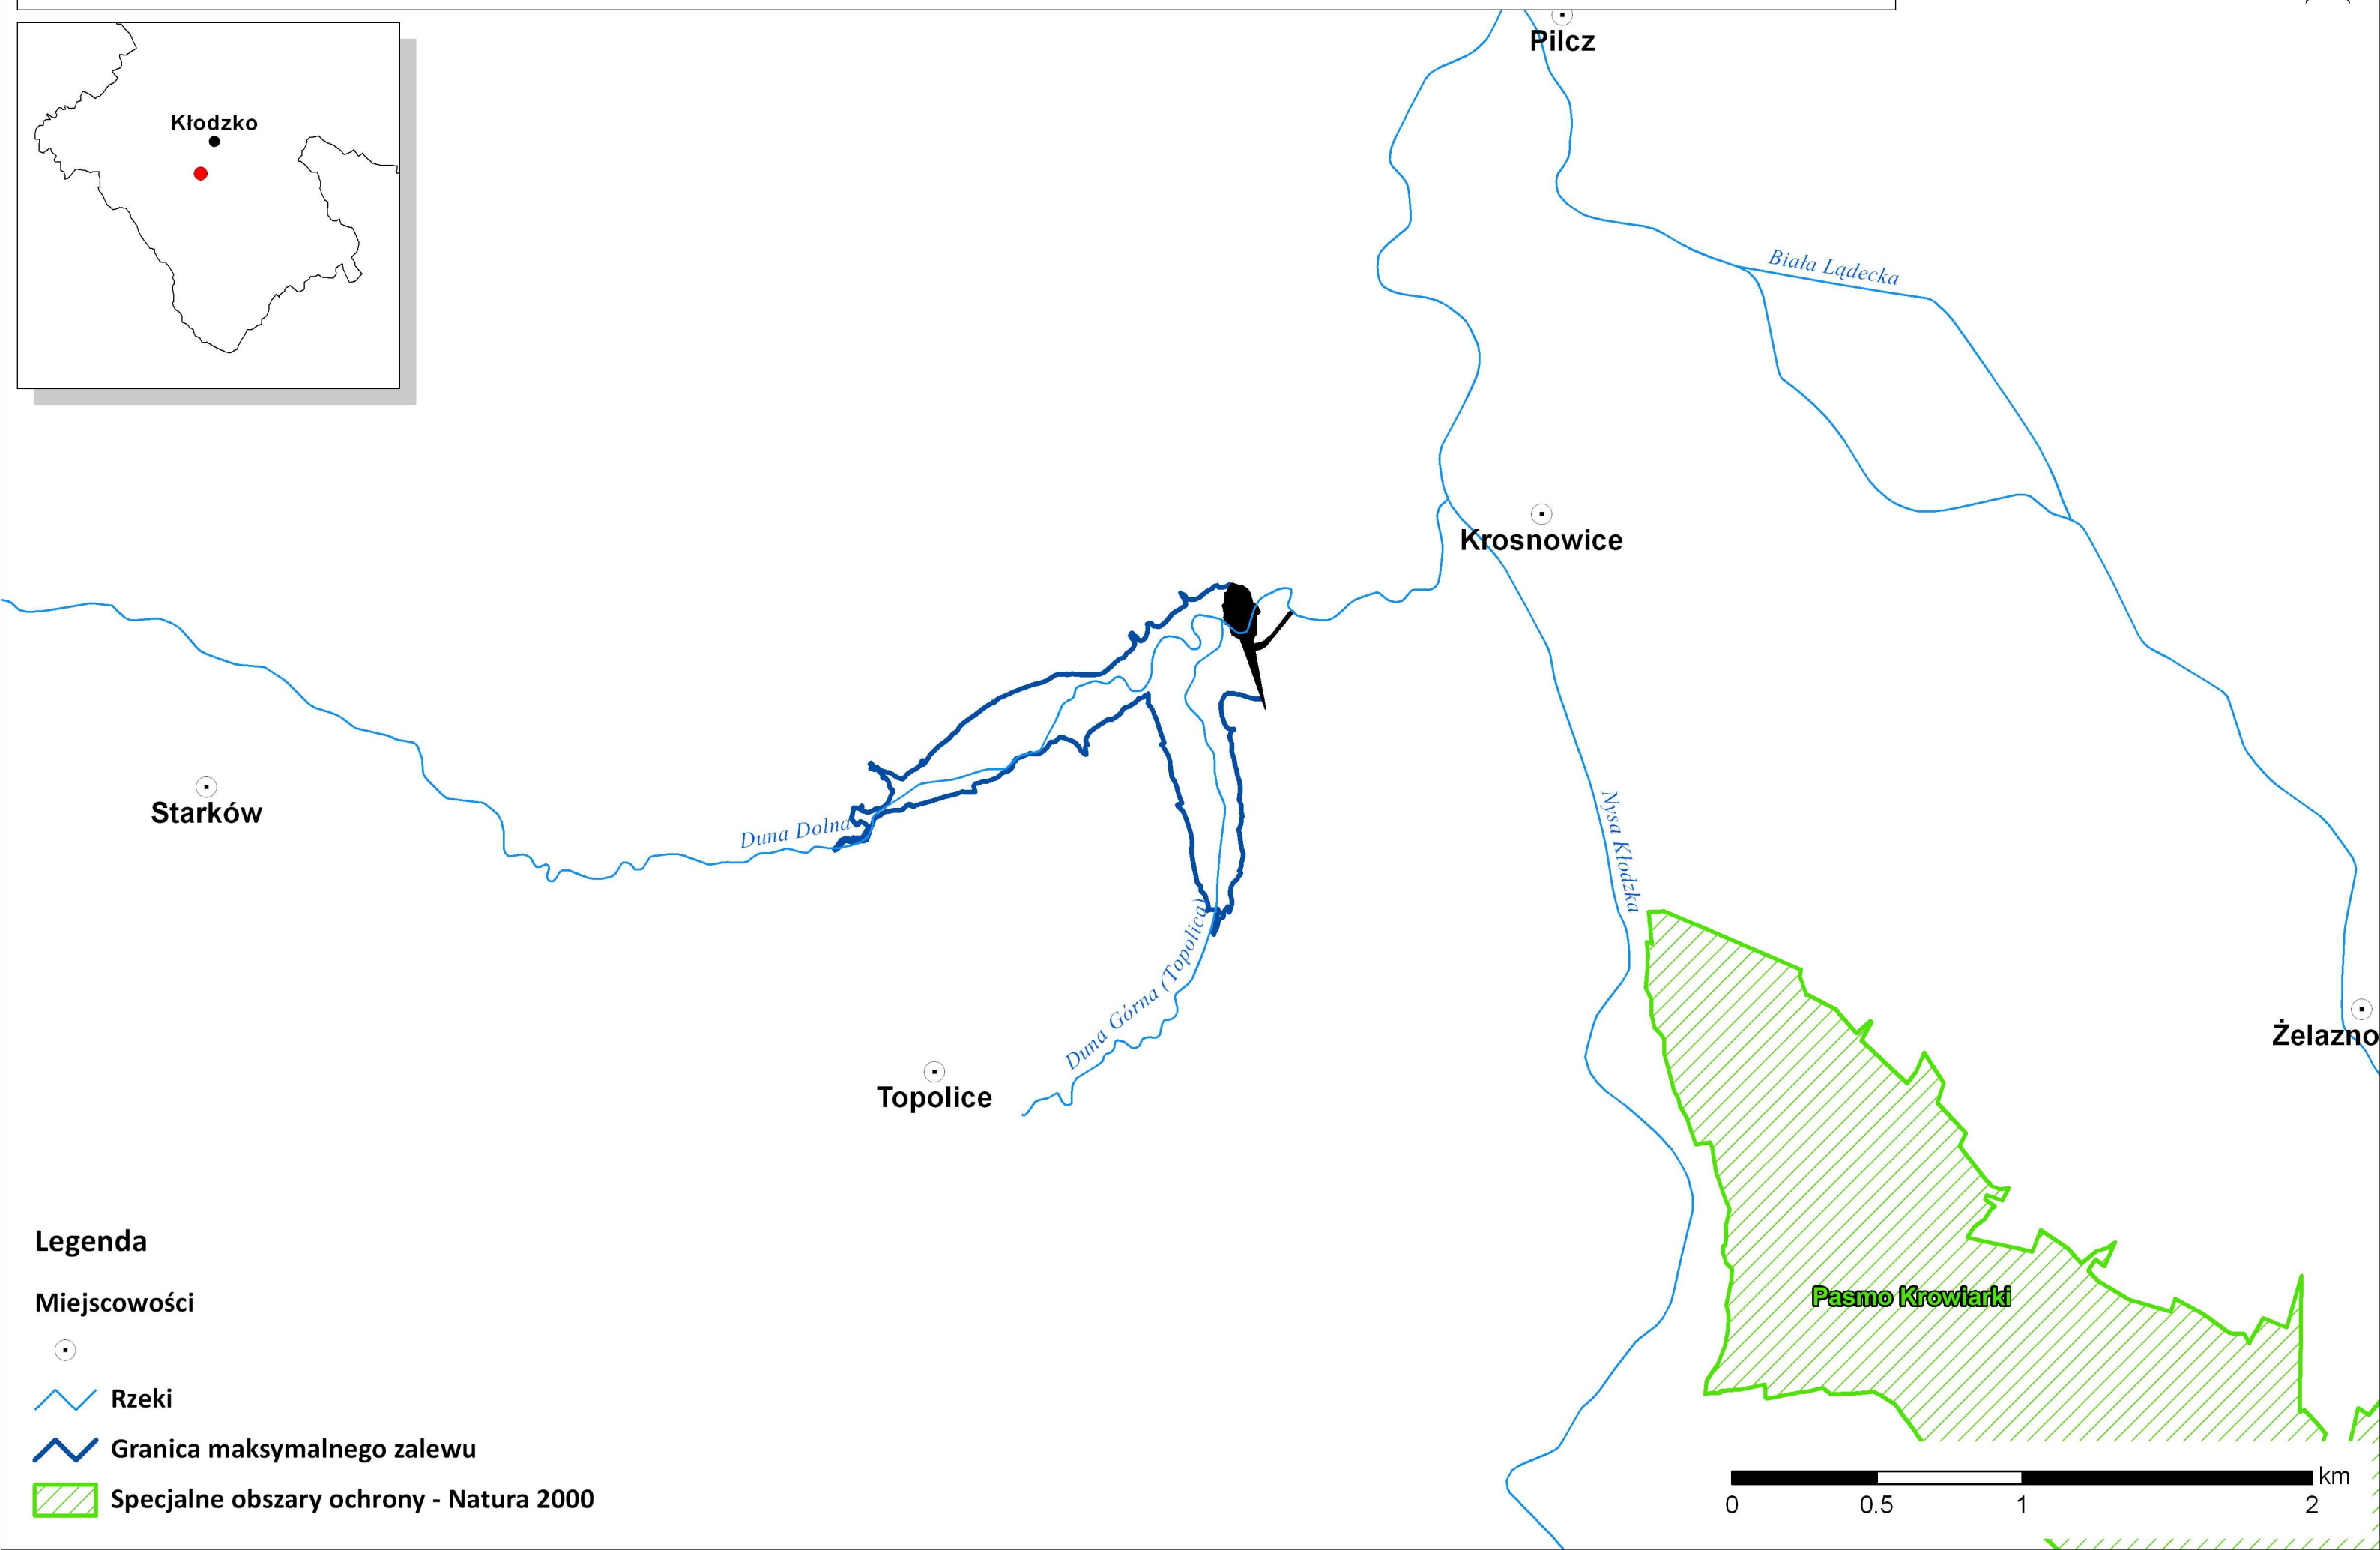 Pilcz
Kłodzko
Biała Lądecka
Krosnowice
Starków
Duna Dolna
Nysa Kłodzka
Duna Górna (Topolica)
Żelazno
Topolice
Pasmo Krowiarki
Legenda
Miejscowości
Rzeki
Granica maksymalnego zalewu
Specjalne obszary ochrony - Natura 2000
km
0 0.5 1 2